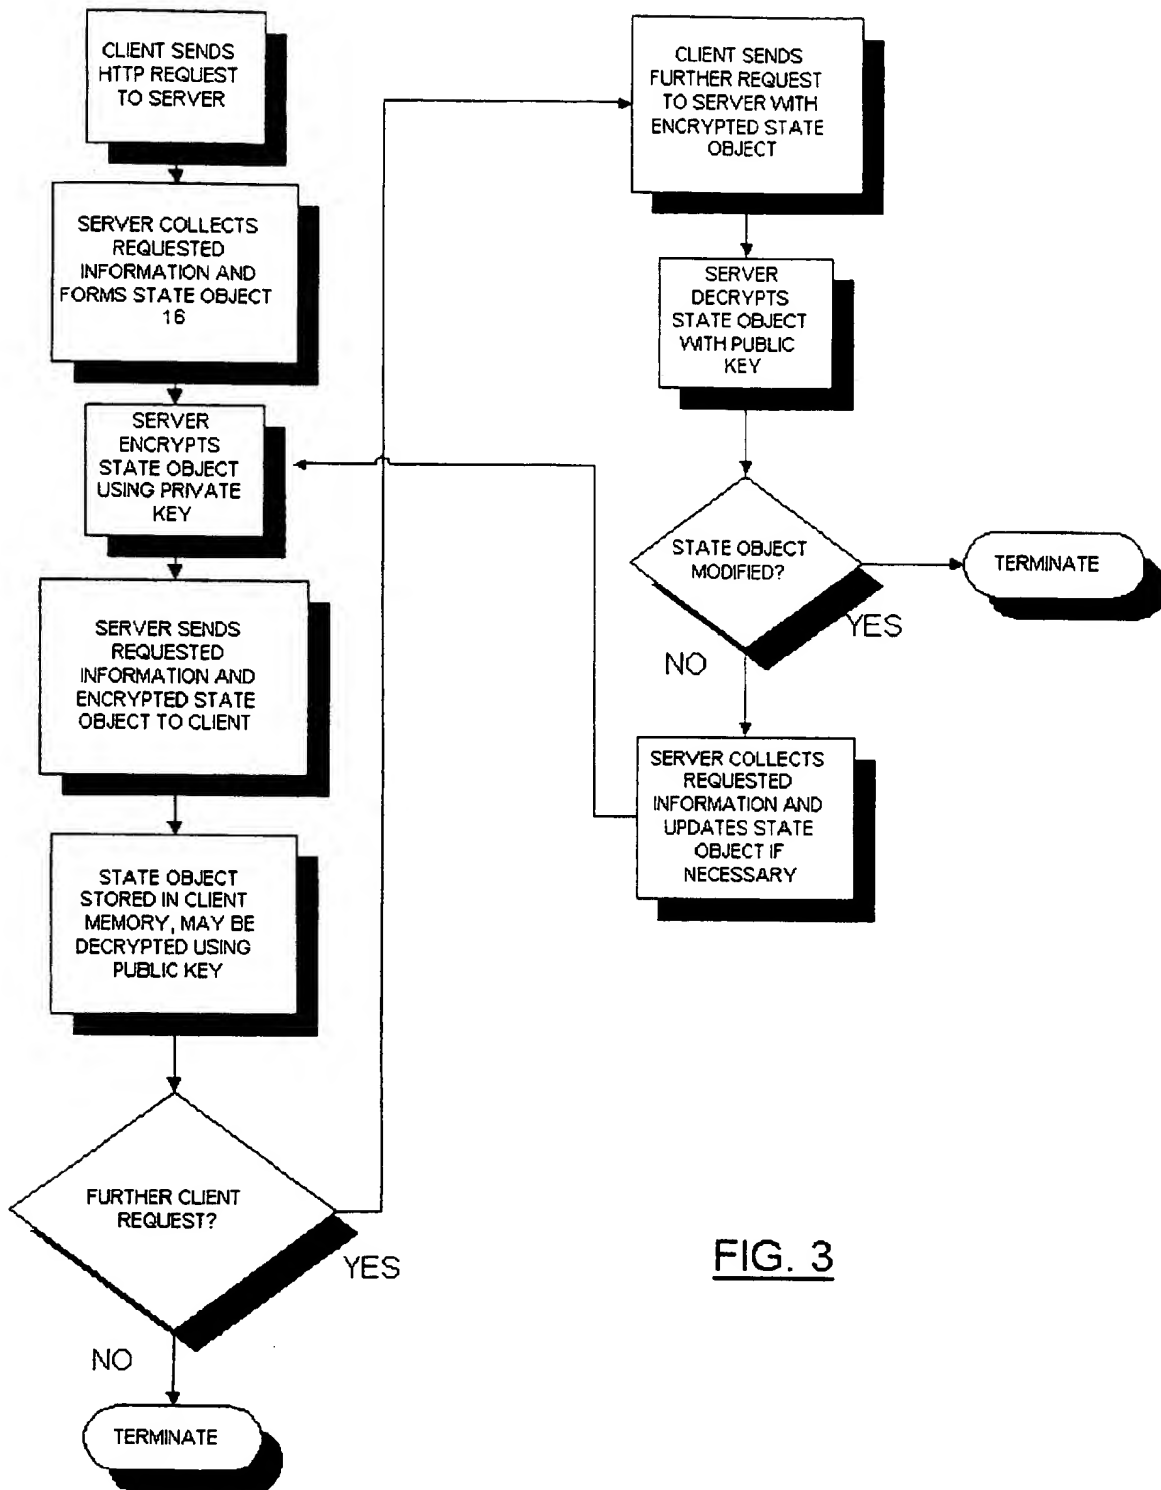 CLIENT SENDS
HTTP REQUEST
TO SERVER
SERVER COLLECTS
REQUESTED
INFORMATION AND
FORMS STATE OBJECT
16
SERVER
ENCRYPTS
STATE OBJECT
USING PRIVATE
KEY
SERVER SENDS
REQUESTED
INFORMATION AND
ENCRYPTED STATE
OBJECT TO CLIENT
STATE OBJECT
STORED IN CLIENT
MEMORY, MAY BE
DECRYPTED USING
PUBLIC KEY
FURTHER CLIENT
REQUEST?
YES
NO
TERMINATE
CLIENT SENDS
FURTHER REQUEST
TO SERVER WITH
ENCRYPTED STATE
OBJECT
SERVER
DECRYPTS
STATE OBJECT
WITH PUBLIC
KEY
STATE OBJECT
MODIFIED?
YES
TERMINATE
NO
SERVER COLLECTS
REQUESTED
INFORMATION AND
UPDATES STATE
OBJECT IF
NECESSARY
FIG. 3